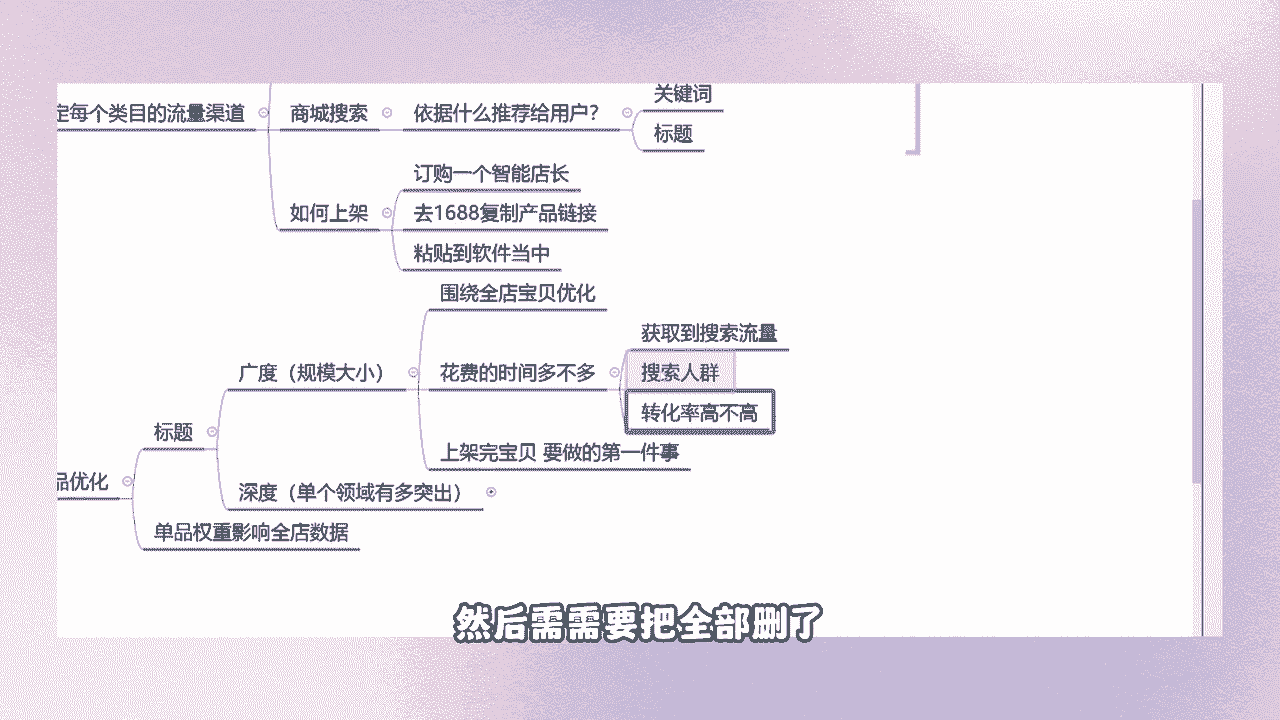 关键词
定每个类目的流量渠道
商城搜索
依据什么推荐给用户？
标题
订购一个智能店长
如何上架
去1688复制产品链接
粘贴到软件当中
围绕全店宝贝优化
获取到搜索流量
广度（规模大小）
花费的时间多不多
搜索人群
转化率高不高
标题
上架完宝贝 要做的第一件事
品优化
深度（单个领域有多突出）
单品权重影响全店数据
然后需需要把全部删了